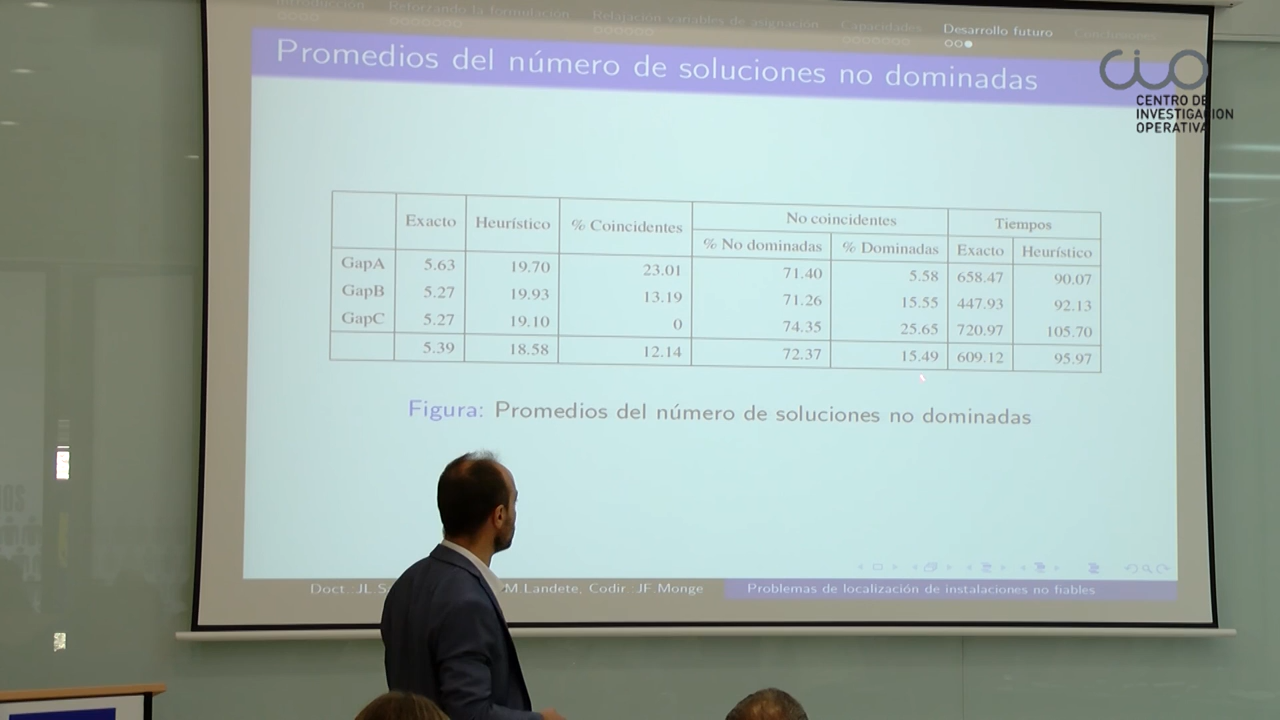 Introducción Reforzando la formulación Relajación variables de asignación Capacidades Desarrollo futuro Conclusiones
Promedios del número de soluciones no dominadas
CIO
CENTRO DE
INVESTIGACION
OPERATIVA
Exacto Heurístico % Coincidentes No coincidentes Tiempos
% No dominadas % Dominadas Exacto Heurístico
GapA 5.63 19.70 23.01 71.40 5.58 658.47 90.07
GapB 5.27 19.93 13.19 71.26 15.55 447.93 92.13
GapC 5.27 19.10 0 74.35 25.65 720.97 105.70
5.39 18.58 12.14 72.37 15.49 609.12 95.97
Figura: Promedios del número de soluciones no dominadas
Doct.:JL.S M.Landete, Codir.:JF.Monge Problemas de localización de instalaciones no fiables